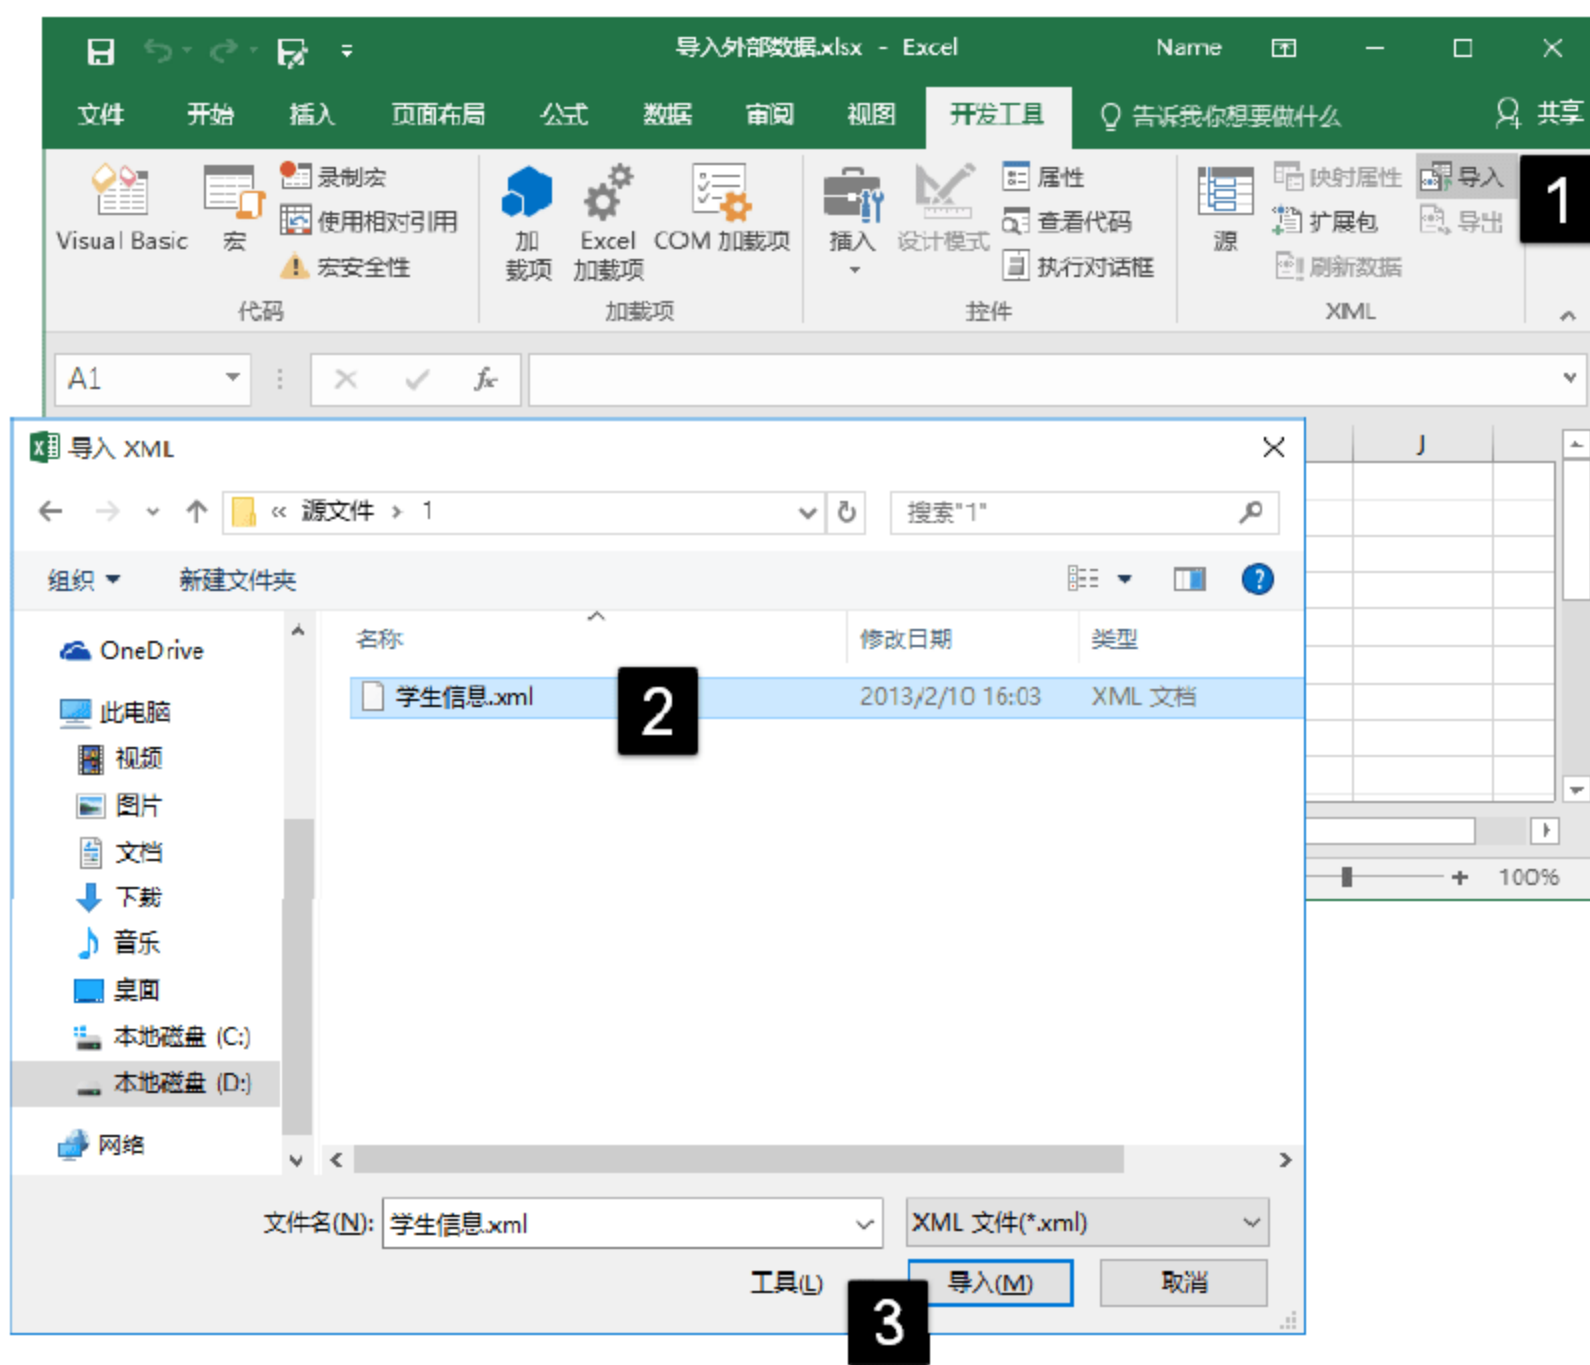 导入外部数据.xlsx - Excel Name
文件 开始 插入 页面布局 公式 数据 审阅 视图 开发工具 告诉我你想要做什么 共享
Visual Basic
宏
录制宏
使用相对引用
宏安全性
代码
加
载项
Excel
加载项
COM 加载项
加载项
插入
设计模式
属性
查看代码
执行对话框
控件
源
映射属性
扩展包
刷新数据
导入
导出
XML
1
A1
fx
导入 XML
J
« 源文件 > 1
搜索"1"
组织 新建文件夹
?
名称 修改日期 类型
学生信息.xml 2013/2/10 16:03 XML 文档
2
OneDrive
此电脑
视频
图片
文档
下载
音乐
桌面
本地磁盘 (C:)
本地磁盘 (D:)
网络
100%
文件名(N): 学生信息.xml XML 文件(*.xml)
工具(L) 导入(M) 取消
3